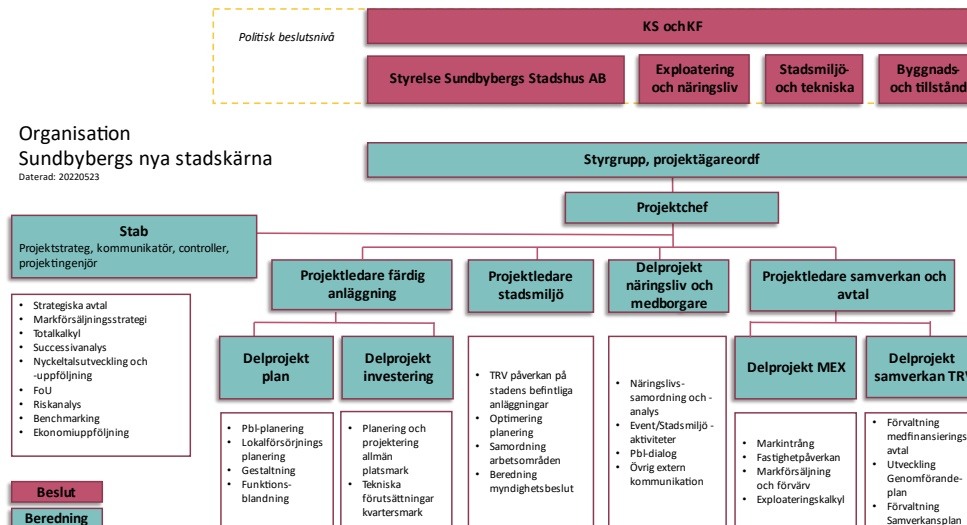 Politisk beslutsnivå
KS ochKF
Styrelse Sundbybergs Stadshus AB
Exploatering
och näringsliv
Stadsmiljö-
och tekniska
Byggnads-
och tillstånd
Organisation
Sundbybergs nya stadskärna
Daterad: 20220523
Styrgrupp, projektägareordf
Projektchef
Stab
Projektstrateg, kommunikatör, controller,
projektingenjör
Projektledare färdig
anläggning
Projektledare
stadsmiljö
Delprojekt
näringsliv och
medborgare
Projektledare samverkan och
avtal
• Strategiska avtal
• Markförsäljningsstrategi
• Totalkalkyl
• Successivanalys
• Nyckeltalsutveckling och
-uppföljning
• FoU
• Riskanalys
• Benchmarking
• Ekonomiuppföljning
Delprojekt
plan
Delprojekt
investering
Delprojekt MEX
Delprojekt
samverkan TRV
• Pbl-planering
• Lokalförsörjnings
planering
• Gestaltning
• Funktions-
blandning
• Planering och
projektering
allmän
platsmark
• Tekniska
förutsättningar
kvartersmark
• TRV påverkan på
stadens befintliga
anläggningar
• Optimering
planering
• Samordning
arbetsområden
• Beredning
myndighetsbeslut
• Näringslivs-
samordning och -
analys
• Event/Stadsmiljö -
aktiviteter
• Pbl-dialog
• Övrig extern
kommunikation
• Markintrång
• Fastighetpåverkan
• Markförsäljning
och förvärv
• Exploateringskalkyl
• Förvaltning
medfinansierings
avtal
• Utveckling
Genomförande-
plan
• Förvaltning
Samverkansplan
Beslut
Beredning